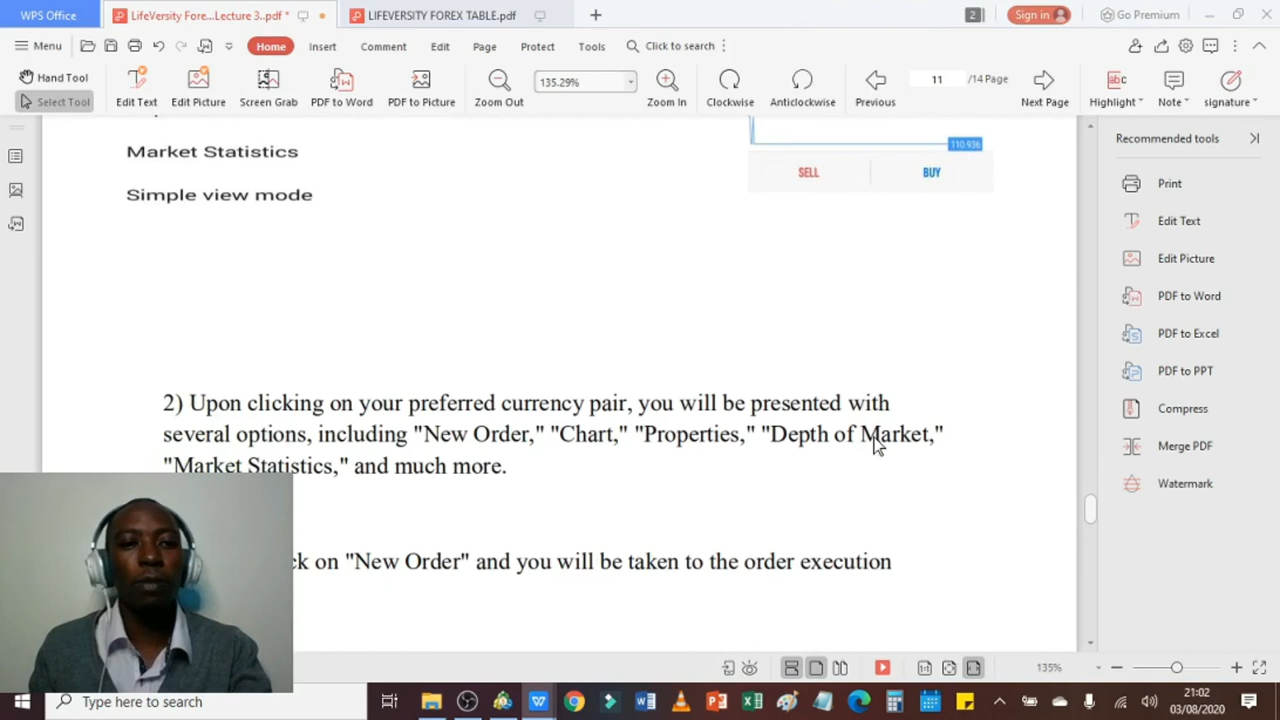 WPS Office
LifeVersity Fore...Lecture 3..pdf *
LIFEVERSITY FOREX TABLE.pdf
2
Sign in
Go Premium
Menu
Home
Insert
Comment
Edit
Page
Protect
Tools
Click to search
Hand Tool
Select Tool
Edit Text
Edit Picture
Screen Grab
PDF to Word
PDF to Picture
Zoom Out
135.29%
Zoom In
Clockwise
Anticlockwise
Previous
11
/14 Page
Next Page
Highlight
Note
signature
Market Statistics
Simple view mode
110.936
SELL
BUY
2) Upon clicking on your preferred currency pair, you will be presented with
several options, including "New Order," "Chart," "Properties," "Depth of Market,"
"Market Statistics," and much more.
ck on "New Order" and you will be taken to the order execution
Recommended tools
Print
Edit Text
Edit Picture
PDF to Word
PDF to Excel
PDF to PPT
Compress
Merge PDF
Watermark
135%
Type here to search
21:02
03/08/2020